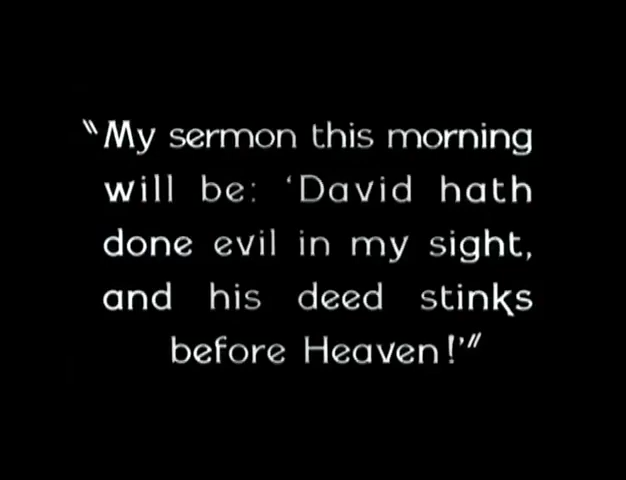 "My sermon this morning
will be: 'David hath
done evil in my sight,
and his deed stinks
before Heaven!'"